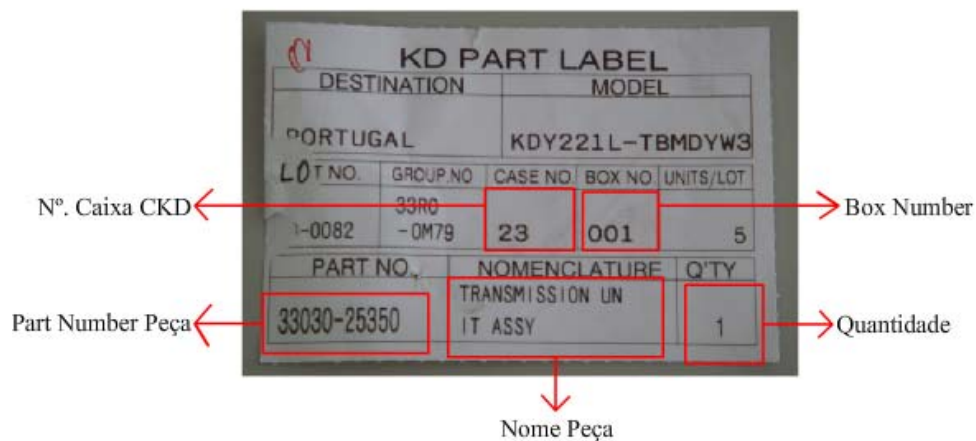 KD PART LABEL
DESTINATION MODEL
PORTUGAL KDY221L-TBMDYW3
LOT NO. GROUP.NO CASE NO. BOX NO UNITS/LOT
33R0
-0082 -0M79 23 001 5
PART NO. NOMENCLATURE Q'TY
TRANSMISSION UN
33030-25350 IT ASSY 1
Nº. Caixa CKD
Box Number
Part Number Peça
Quantidade
Nome Peça